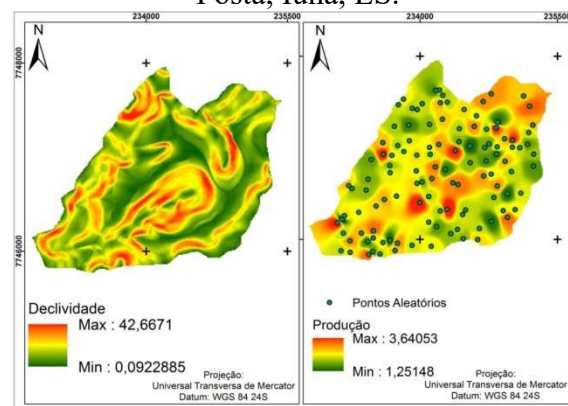 Posta, Iúna, ES.
234000
235500
7748000
N
7746000
Declividade
Max : 42,6671
Min : 0,0922885
Projeção:
Universal Transversa de Mercator
Datum: WGS 84 24S
234000
235500
N
Pontos Aleatórios
Produção
Max : 3,64053
Min : 1,25148
Projeção:
Universal Transversa de Mercator
Datum: WGS 84 24S